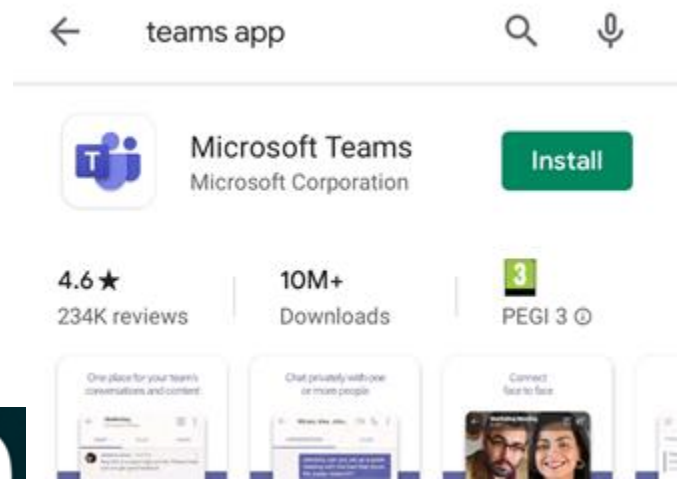 teams app
T
Microsoft Teams
Microsoft Corporation
Install
4.6★
234K reviews
10M+
Downloads
3
PEGI 3
One place for your team's
conversations and content
Chat privately with one
or more people
Connect
face to face